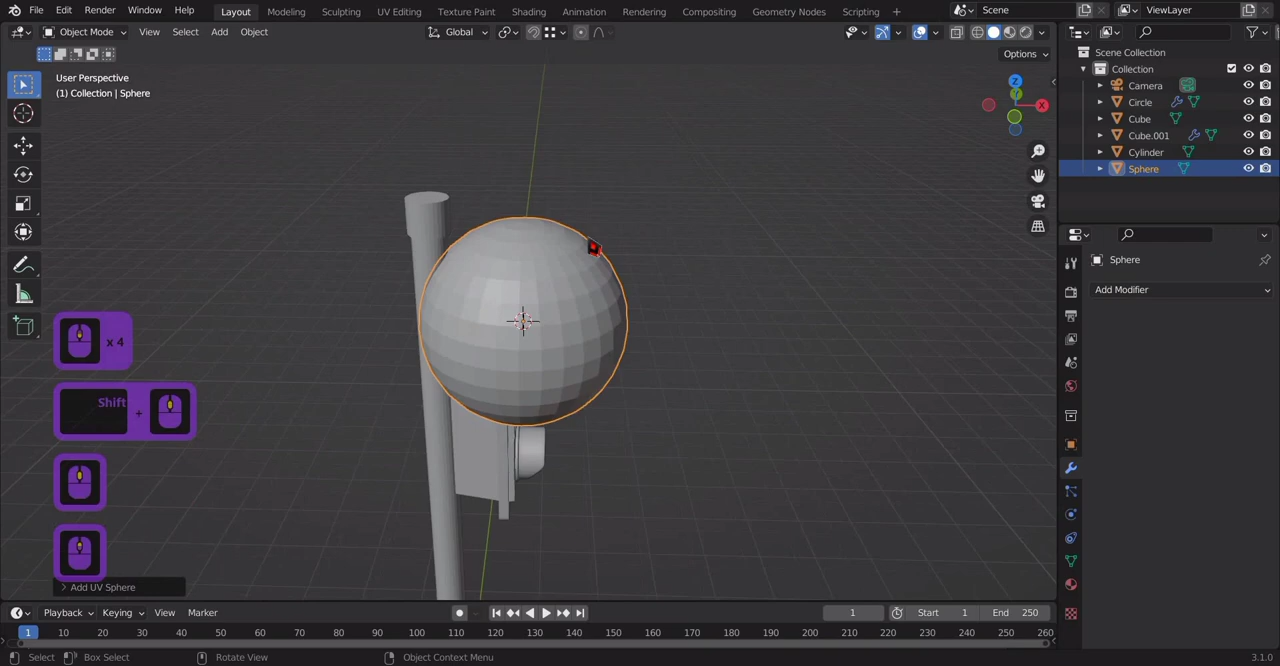 File Edit Render Window Help Layout Modeling Sculpting UV Editing Texture Paint Shading Animation Rendering Compositing Geometry Nodes Scripting + Scene ViewLayer
Object Mode View Select Add Object Global
Options
User Perspective
(1) Collection | Sphere
Z
Y
X
Scene Collection
Collection
Camera
Circle
Cube
Cube.001
Cylinder
Sphere
Sphere
Add Modifier
x 4
Shift +
> Add UV Sphere
Playback Keying View Marker 1 Start 1 End 250
1 10 20 30 40 50 60 70 80 90 100 110 120 130 140 150 160 170 180 190 200 210 220 230 240 250 260
Select Box Select Rotate View Object Context Menu 3.1.0